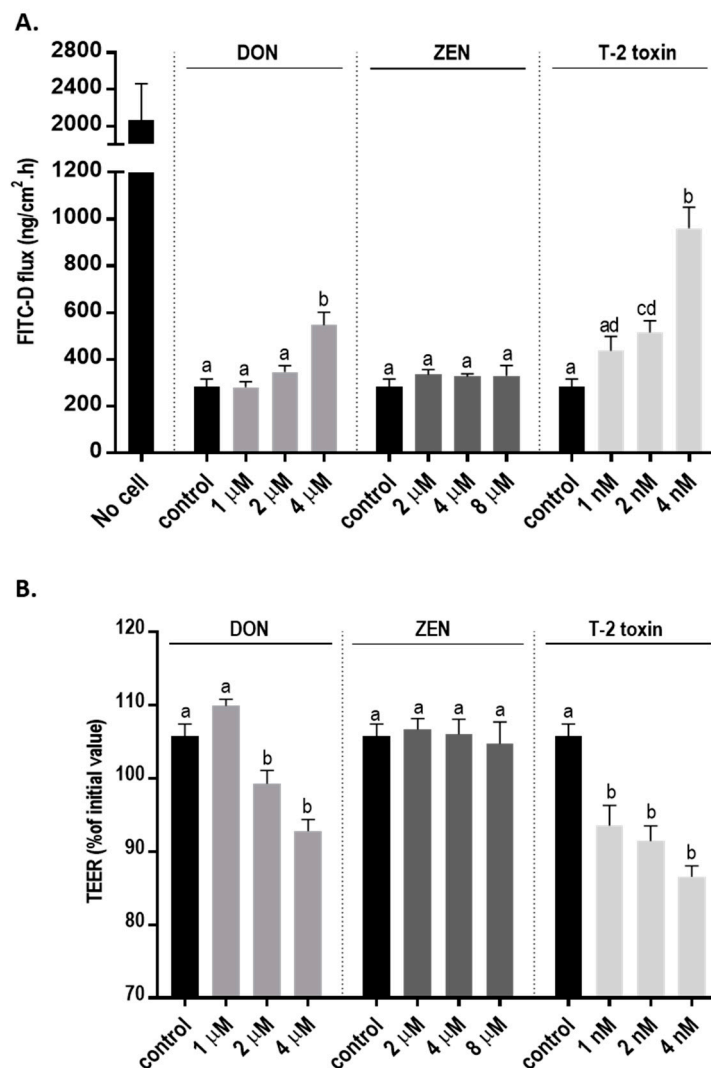 A.
DON ZEN T-2 toxin
2800
2400
2000
1200
1000
800
600
400
200
0
FITC-D flux (ng/cm².h)
a a a b a a a a a ad cd b
No cell control 1 µM 2 µM 4 µM control 2 µM 4 µM 8 µM control 1 nM 2 nM 4 nM
B.
DON ZEN T-2 toxin
120
110
100
90
80
70
TEER (%of initial value)
a a b b a a a a a b b b
control 1 µM 2 µM 4 µM control 2 µM 4 µM 8 µM control 1 nM 2 nM 4 nM